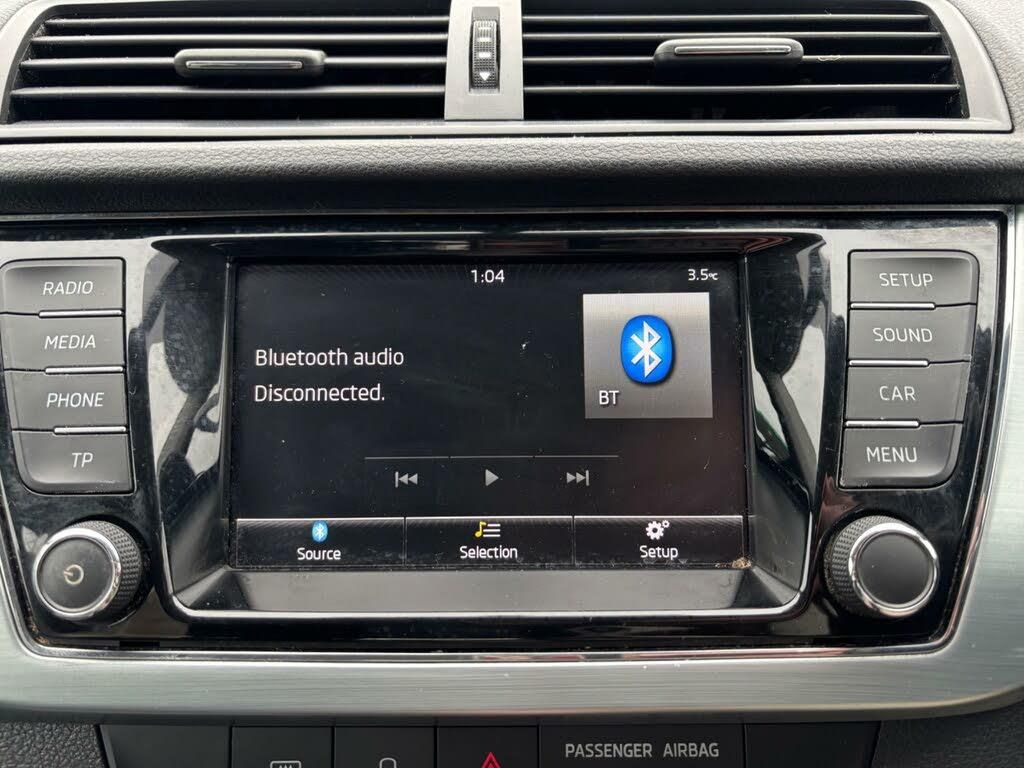 1:04
3.5°C
RADIO
MEDIA
PHONE
TP
Bluetooth audio
Disconnected.
BT
Source
Selection
Setup
SETUP
SOUND
CAR
MENU
PASSENGER AIRBAG